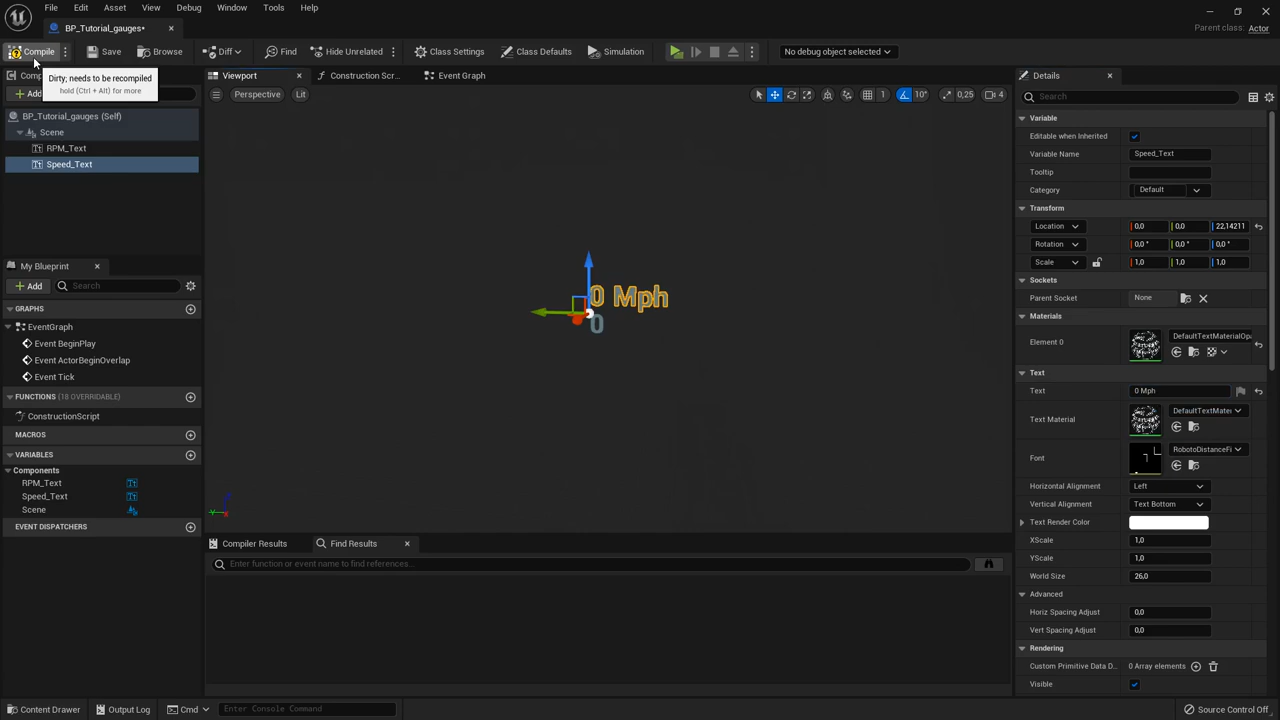 File Edit Asset View Debug Window Tools Help
BP_Tutorial_gauges•
Parent class: Actor
Compile Save Browse Diff Find Hide Unrelated Class Settings Class Defaults Simulation No debug object selected
Dirty; needs to be recompiled
hold (Ctrl + Alt) for more
Add
BP_Tutorial_gauges (Self)
Scene
RPM_Text
Speed_Text
My Blueprint
Add Search
GRAPHS
EventGraph
Event BeginPlay
Event ActorBeginOverlap
Event Tick
FUNCTIONS (18 OVERRIDABLE)
ConstructionScript
MACROS
VARIABLES
Components
RPM_Text
Speed_Text
Scene
EVENT DISPATCHERS
Viewport Construction Scr... Event Graph
Perspective Lit 1 10° 0,25 4
0 Mph
0
Compiler Results Find Results
Enter function or event name to find references...
Details
Search
Variable
Editable when Inherited
Variable Name Speed_Text
Tooltip
Category Default
Transform
Location 0,0 0,0 22,14211
Rotation 0,0 ° 0,0 ° 0,0 °
Scale 1,0 1,0 1,0
Sockets
Parent Socket None
Materials
Element 0 DefaultTextMaterialOpa
Text
Text 0 Mph
Text Material DefaultTextMater
Font RobotoDistanceFi
Horizontal Alignment Left
Vertical Alignment Text Bottom
Text Render Color
XScale 1,0
YScale 1,0
World Size 26,0
Advanced
Horiz Spacing Adjust 0,0
Vert Spacing Adjust 0,0
Rendering
Custom Primitive Data D... 0 Array elements
Visible
Content Drawer Output Log Cmd Enter Console Command Source Control Off